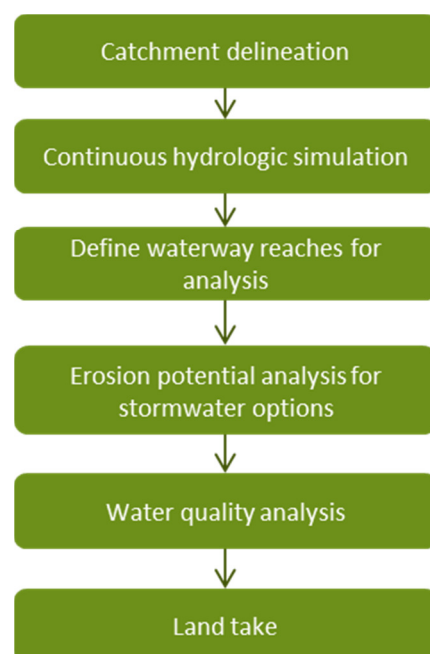 Catchment delineation
Continuous hydrologic simulation
Define waterway reaches for
analysis
Erosion potential analysis for
stormwater options
Water quality analysis
Land take